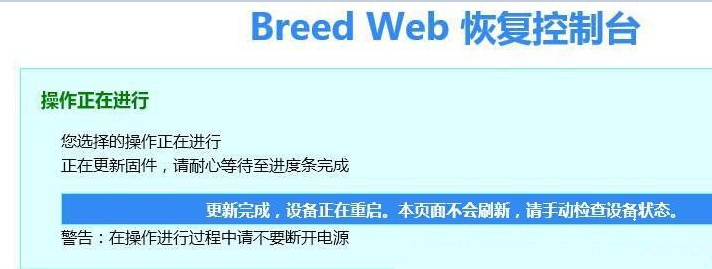 Breed Web 恢复控制台
操作正在进行
您选择的操作正在进行
正在更新固件，请耐心等待至进度条完成
更新完成，设备正在重启。本页面不会刷新，请手动检查设备状态。
警告：在操作进行过程中请不要断开电源